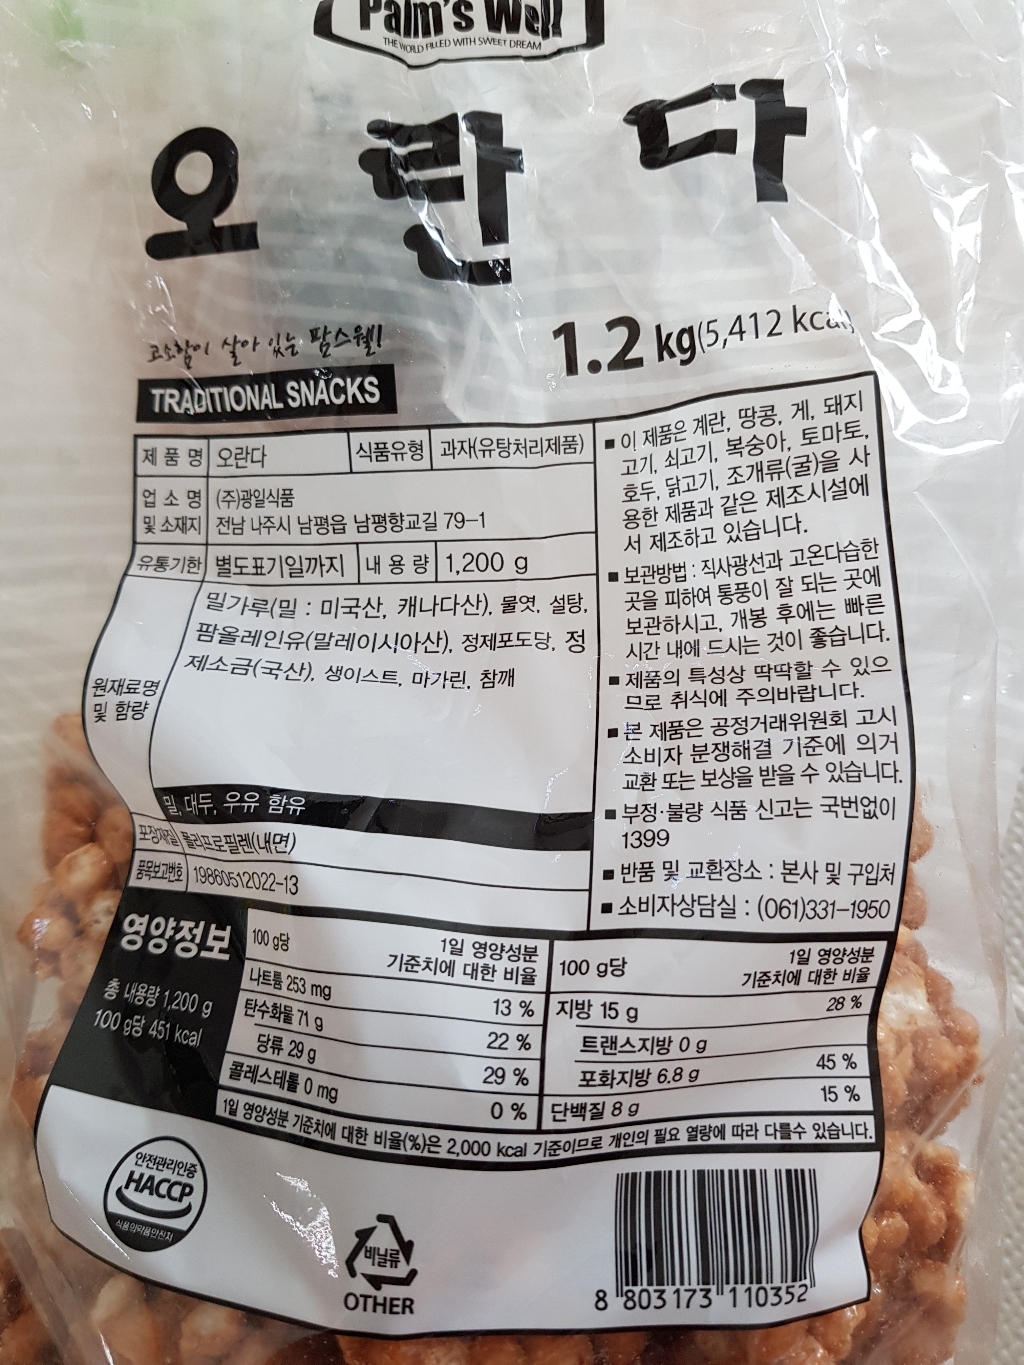 Palm's Well
THE WORLD FILLED WITH SWEET DREAM
오란다
고소함이 살아 있는 팜스웰!
1.2 kg(5,412 kcal)
TRADITIONAL SNACKS
제 품 명 오란다 식품유형 과자(유탕처리제품)
업 소 명 (주)광일식품
및 소재지 전남 나주시 남평읍 남평향교길 79-1
유통기한 별도표기일까지 내 용 량 1,200 g
원재료명
및 함량
밀가루(밀 : 미국산, 캐나다산), 물엿, 설탕,
팜올레인유(말레이시아산), 정제포도당, 정
제소금(국산), 생이스트, 마가린, 참깨
밀, 대두, 우유 함유
포장재질 폴리프로필렌(내면)
품목보고번호 19860512022-13
■ 이 제품은 계란, 땅콩, 게, 돼지
고기, 쇠고기, 복숭아, 토마토,
호두, 닭고기, 조개류(굴)을 사
용한 제품과 같은 제조시설에
서 제조하고 있습니다.
■ 보관방법 : 직사광선과 고온다습한
곳을 피하여 통풍이 잘 되는 곳에
보관하시고, 개봉 후에는 빠른
시간 내에 드시는 것이 좋습니다.
■ 제품의 특성상 딱딱할 수 있으
므로 취식에 주의바랍니다.
■ 본 제품은 공정거래위원회 고시
소비자 분쟁해결 기준에 의거
교환 또는 보상을 받을 수 있습니다.
■ 부정·불량 식품 신고는 국번없이
1399
■ 반품 및 교환장소 : 본사 및 구입처
■ 소비자상담실 : (061)331-1950
영양정보
총 내용량 1,200 g
100 g당 451 kcal
100 g당 1일 영양성분
기준치에 대한 비율
나트륨 253 mg 13 %
탄수화물 71 g 22 %
당류 29 g 29 %
콜레스테롤 0 mg 0 %
100 g당 1일 영양성분
기준치에 대한 비율
지방 15 g 28 %
트랜스지방 0 g
포화지방 6.8 g 45 %
단백질 8 g 15 %
1일 영양성분 기준치에 대한 비율(%)은 2,000 kcal 기준이므로 개인의 필요 열량에 따라 다를수 있습니다.
안전관리인증
HACCP
식품의약품안전처
비닐류
OTHER
8 803173 110352